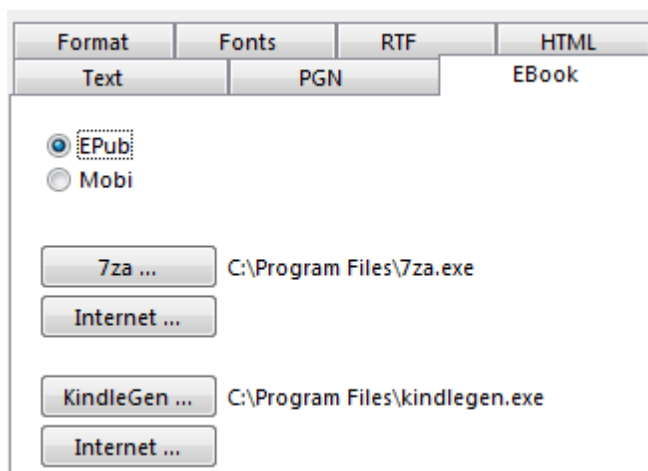 Format Fonts RTF HTML
Text PGN EBook
EPub
Mobi
7za ... C:\Program Files\7za.exe
Internet ...
KindleGen ... C:\Program Files\kindlegen.exe
Internet ...